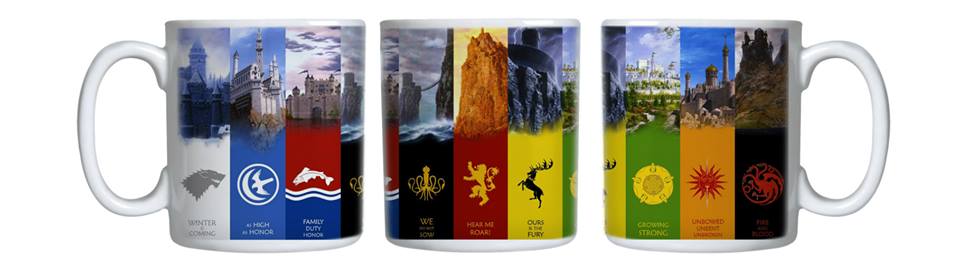 WINTER
IS
COMING
AS HIGH
AS HONOR
FAMILY
DUTY
HONOR
WE
DO NOT
SOW
HEAR ME
ROAR!
OURS
IS THE
FURY
GROWING
STRONG
UNBOWED
UNBENT
UNBROKEN
FIRE
AND
BLOOD